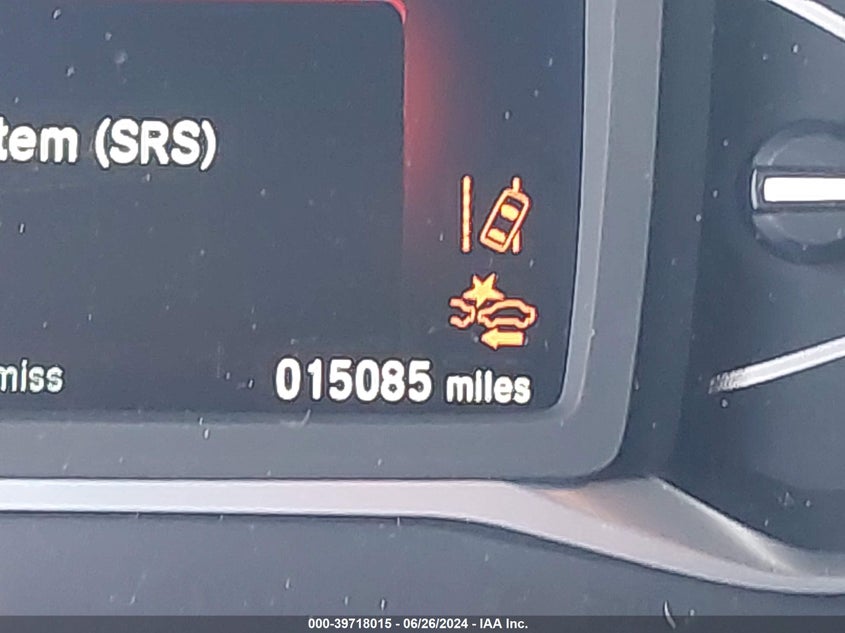 tem (SRS)
miss
015085 miles
000-39718015 - 06/26/2024 - IAA Inc.